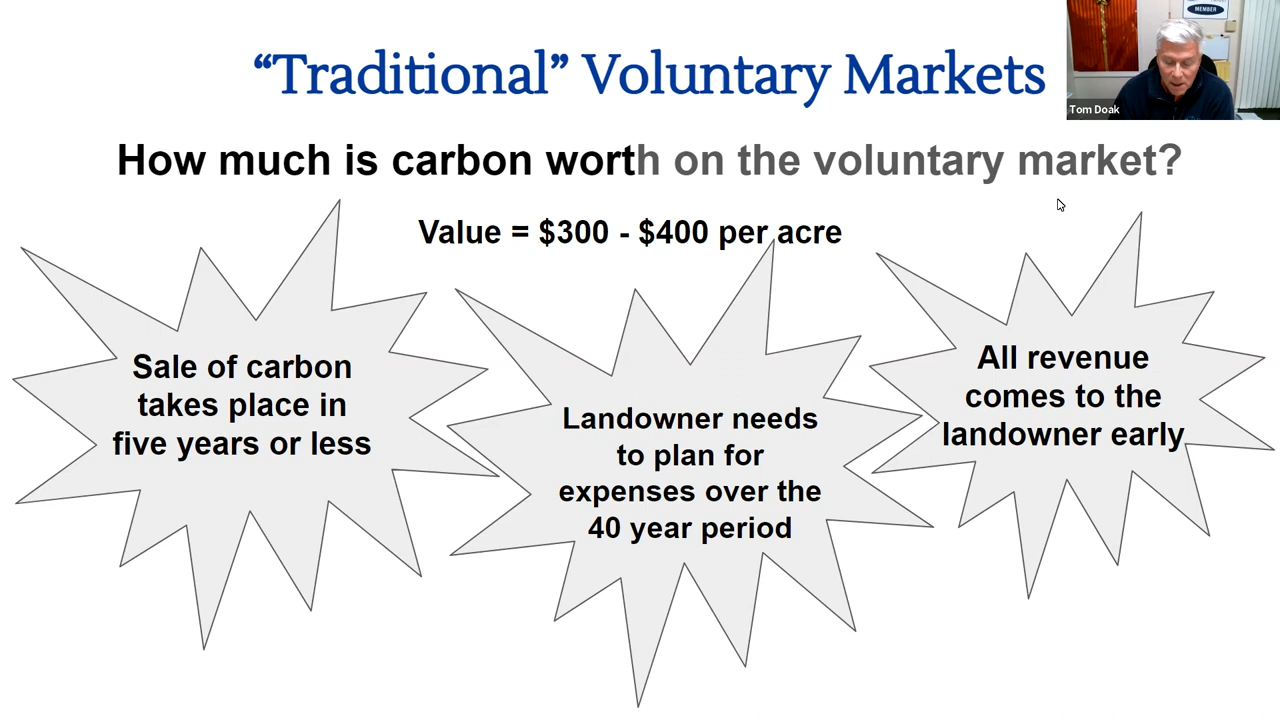 MEMBER
“Traditional” Voluntary Markets
Tom Doak
How much is carbon worth on the voluntary market?
Value = $300 - $400 per acre
Sale of carbon
takes place in
five years or less
Landowner needs
to plan for
expenses over the
40 year period
All revenue
comes to the
landowner early